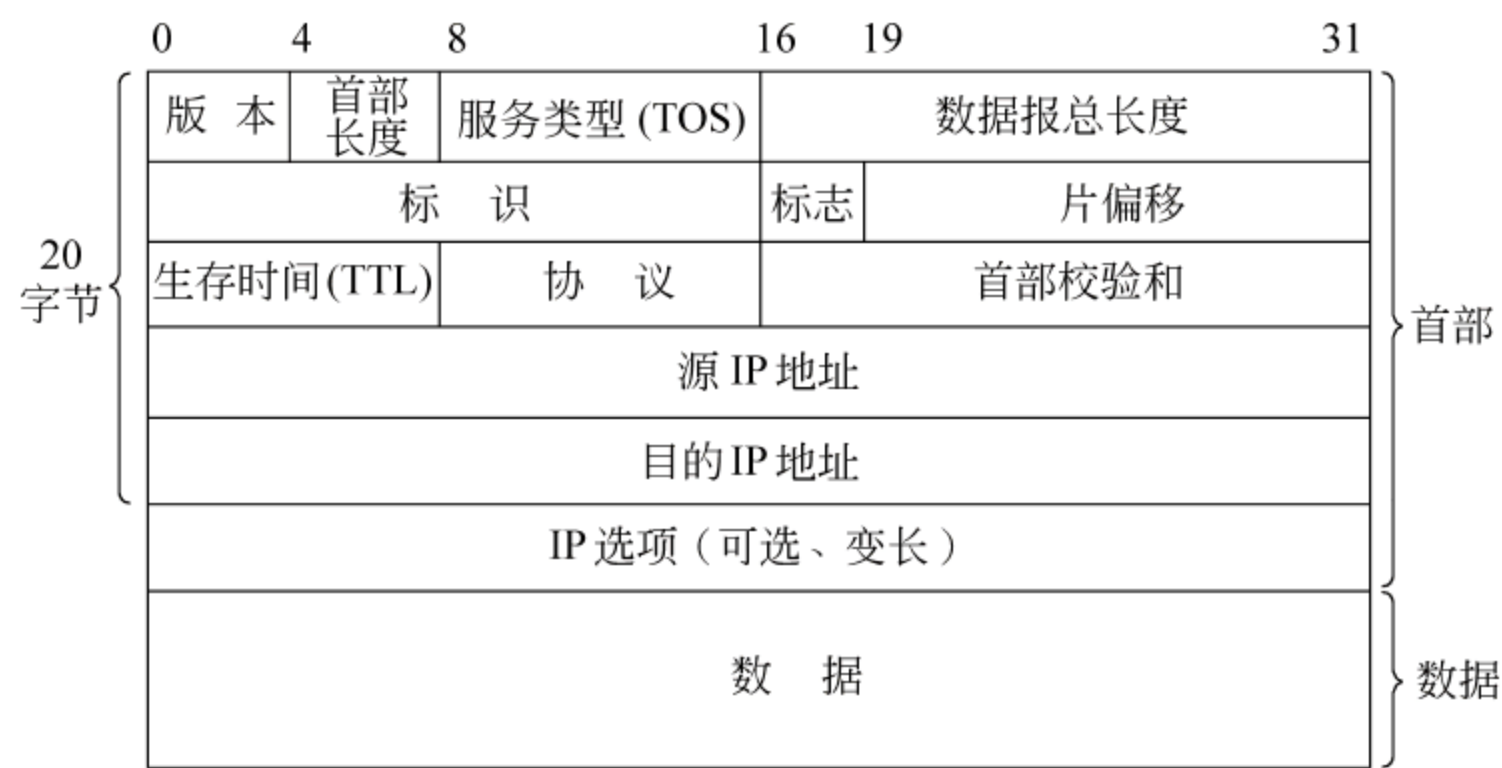 0 4 8 16 19 31
版 本
首部
长度
服务类型 (TOS)
数据报总长度
标 识
标志
片偏移
20
字节
生存时间(TTL)
协 议
首部校验和
首部
源 IP 地址
目的 IP 地址
IP 选项（可选、变长）
数 据
数据